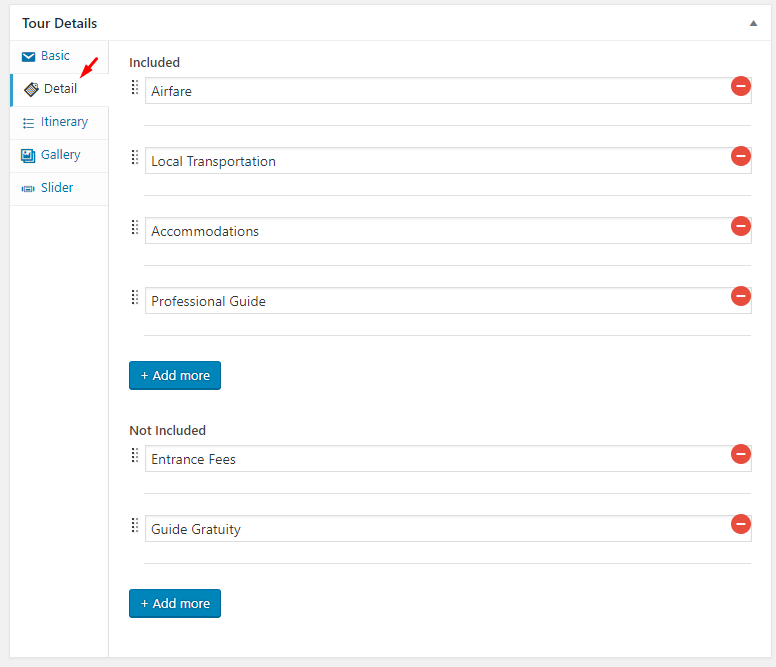 Tour Details
Basic
Detail
Itinerary
Gallery
Slider
Included
Airfare
Local Transportation
Accommodations
Professional Guide
+ Add more
Not Included
Entrance Fees
Guide Gratuity
+ Add more